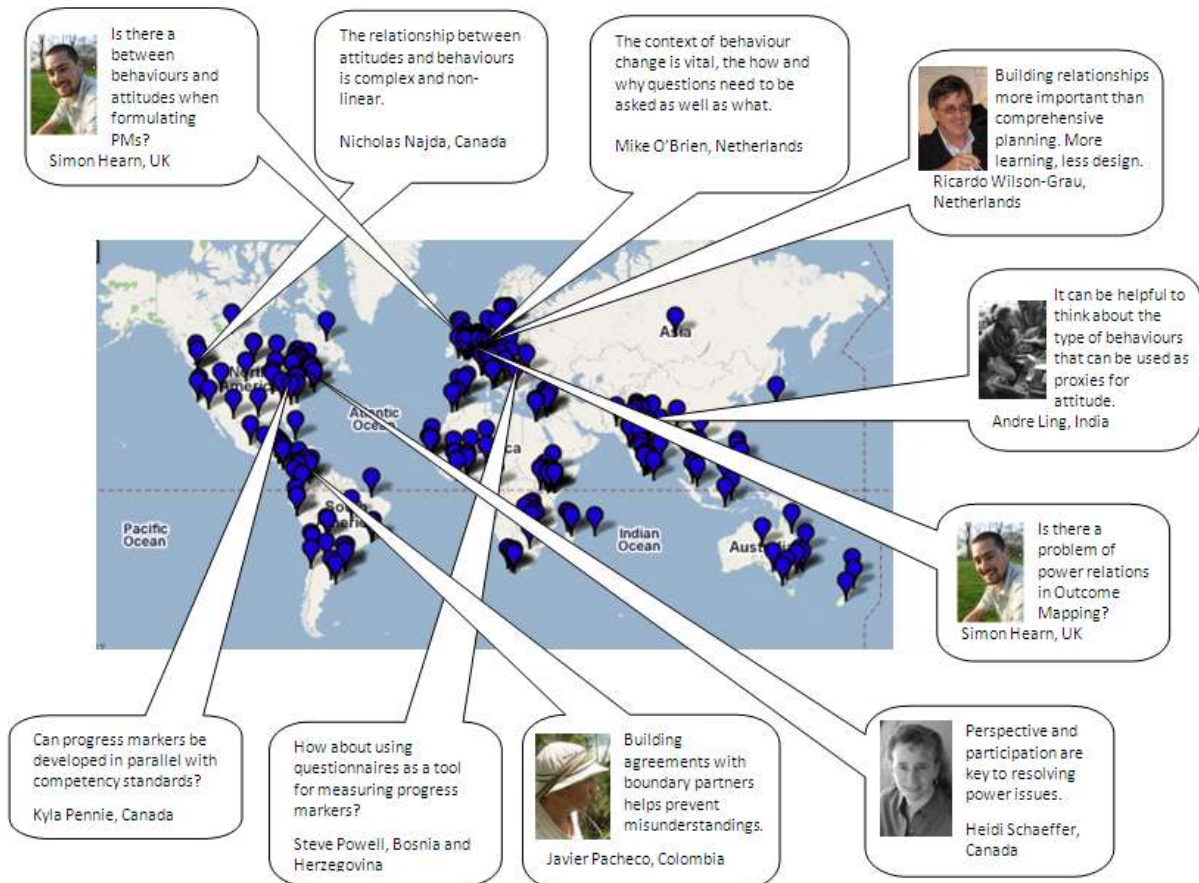 Is there a
between
behaviours and
attitudes when
formulating
PMs?
Simon Hearn, UK
The relationship between
attitudes and behaviours
is complex and non-
linear.
Nicholas Najda, Canada
The context of behaviour
change is vital, the how and
why questions need to be
asked as well as what.
Mike O'Brien, Netherlands
Building relationships
more important than
comprehensive
planning. More
learning, less design.
Ricardo Wilson-Grau,
Netherlands
It can be helpful to
think about the
type of behaviours
that can be used as
proxies for
attitude.
Andre Ling, India
Asia
North
America
Atlantic
Ocean
South
America
Pacific
Ocean
Indian
Ocean
Is there a
problem of
power relations
in Outcome
Mapping?
Simon Hearn, UK
Can progress markers be
developed in parallel with
competency standards?
Kyla Pennie, Canada
How about using
questionnaires as a tool
for measuring progress
markers?
Steve Powell, Bosnia and
Herzegovina
Building
agreements with
boundary partners
helps prevent
misunderstandings.
Javier Pacheco, Colombia
Perspective and
participation are
key to resolving
power issues.
Heidi Schaeffer,
Canada